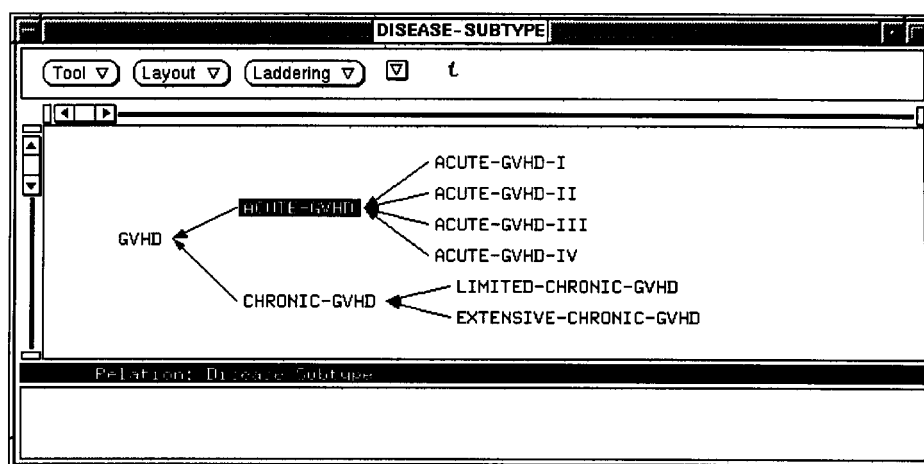 DISEASE-SUBTYPE
Tool Layout Laddering t
ACUTE-GVHD-I
ACUTE-GVHD-II
ACUTE-GVHD
ACUTE-GVHD-III
GVHD
ACUTE-GVHD-IV
LIMITED-CHRONIC-GVHD
CHRONIC-GVHD
EXTENSIVE-CHRONIC-GVHD
Relation: Disease Subtype